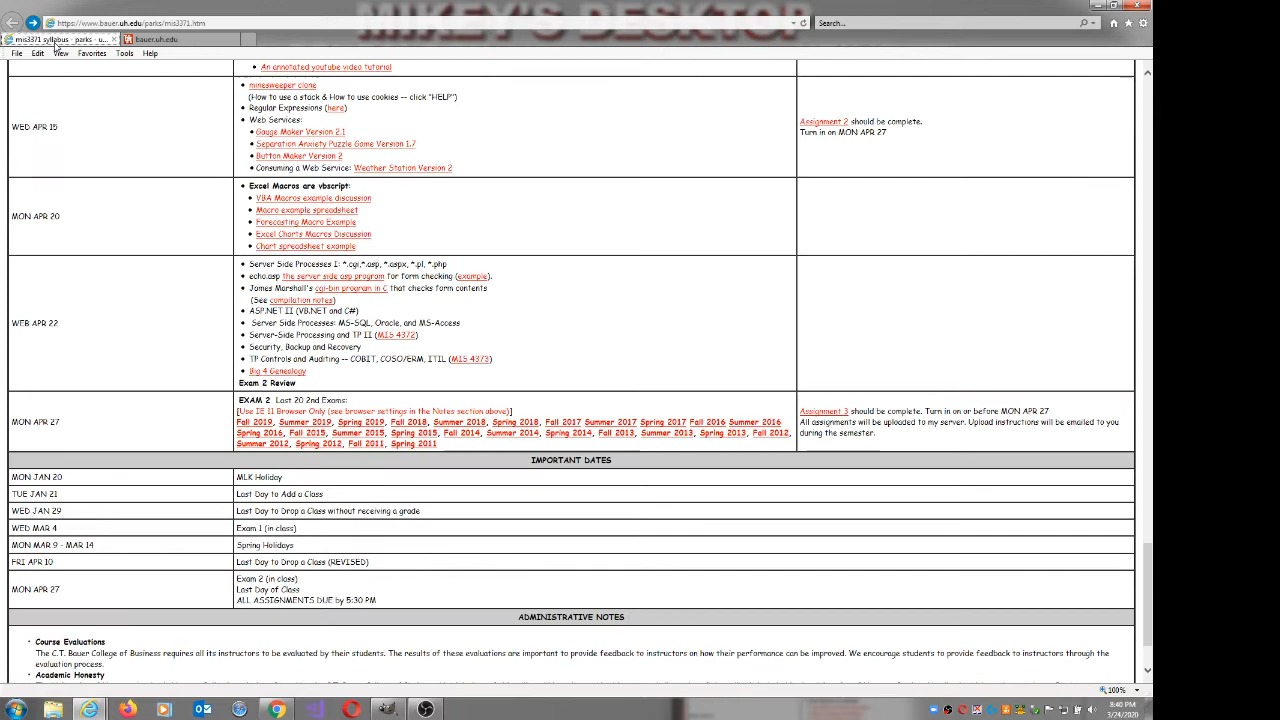 MIKEY'S DESKTOP
https://www.bauer.uh.edu/parks/mis3371.htm
Search...
mis3371 syllabus - parks - u...
bauer.uh.edu
File Edit View Favorites Tools Help
An annotated youtube video tutorial
WED APR 15
minesweeper clone
(How to use a stack & How to use cookies -- click "HELP")
Regular Expressions (here)
Web Services:
Gauge Maker Version 2.1
Separation Anxiety Puzzle Game Version 1.7
Button Maker Version 2
Consuming a Web Service: Weather Station Version 2
Assignment 2 should be complete.
Turn in on MON APR 27
MON APR 20
Excel Macros are vbscript:
VBA Macros example discussion
Macro example spreadsheet
Forecasting Macro Example
Excel Charts Macros Discussion
Chart spreadsheet example
WEB APR 22
Server Side Processes I: *.cgi,*.asp, *.aspx, *.pl, *.php
echo.asp the server side asp program for form checking (example).
James Marshall's cgi-bin program in C that checks form contents
(See compilation notes)
ASP.NET II (VB.NET and C#)
Server Side Processes: MS-SQL, Oracle, and MS-Access
Server-Side Processing and TP II (MIS 4372)
Security, Backup and Recovery
TP Controls and Auditing -- COBIT, COSO/ERM, ITIL (MIS 4373)
Big 4 Genealogy
Exam 2 Review
MON APR 27
EXAM 2 Last 20 2nd Exams:
[Use IE 11 Browser Only (see browser settings in the Notes section above)]
Fall 2019, Summer 2019, Spring 2019, Fall 2018, Summer 2018, Spring 2018, Fall 2017 Summer 2017 Spring 2017 Fall 2016 Summer 2016
Spring 2016, Fall 2015, Summer 2015, Spring 2015, Fall 2014, Summer 2014, Spring 2014, Fall 2013, Summer 2013, Spring 2013, Fall 2012,
Summer 2012, Spring 2012, Fall 2011, Spring 2011
Assignment 3 should be complete. Turn in on or before MON APR 27
All assignments will be uploaded to my server. Upload instructions will be emailed to you
during the semester.
IMPORTANT DATES
MON JAN 20 MLK Holiday
TUE JAN 21 Last Day to Add a Class
WED JAN 29 Last Day to Drop a Class without receiving a grade
WED MAR 4 Exam 1 (in class)
MON MAR 9 - MAR 14 Spring Holidays
FRI APR 10 Last Day to Drop a Class (REVISED)
MON APR 27
Exam 2 (in class)
Last Day of Class
ALL ASSIGNMENTS DUE by 5:30 PM
ADMINISTRATIVE NOTES
Course Evaluations
The C.T. Bauer College of Business requires all its instructors to be evaluated by their students. The results of these evaluations are important to provide feedback to instructors on how their performance can be improved. We encourage students to provide feedback to instructors through the
evaluation process.
Academic Honesty
100%
8:40 PM
3/24/2020